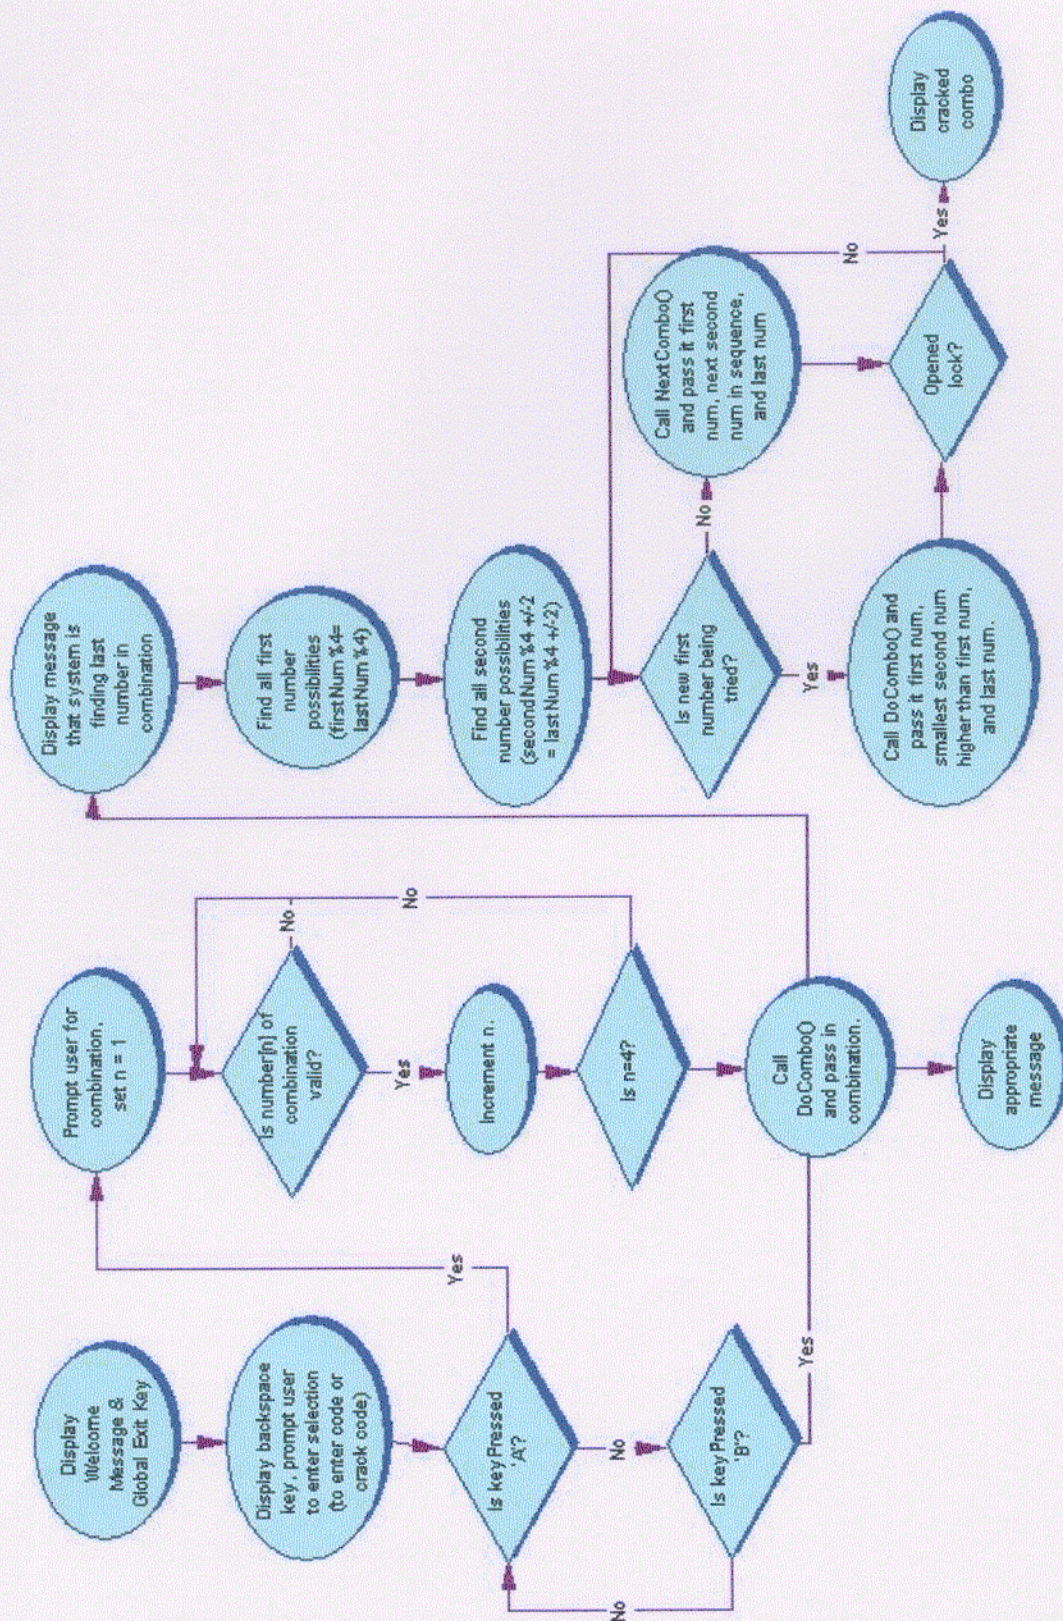 Display
Welcome
Message &
Global Exit Key
Display backspace
key, prompt user
to enter selection
(to enter code or
crack code)
Is keyPressed
'A'?
Yes
No
Is keyPressed
'B'?
No
Yes
Prompt user for
combination,
set n = 1
Is number[n] of
combination
valid?
No
Yes
Increment n.
Is n=4?
No
Call
DoCombo()
and pass in
combination.
Display
appropriate
message
Display message
that system is
finding last
number in
combination
Find all first
number
possibilities
(firstNum%4=
lastNum%4)
Find all second
number possibilities
(secondNum%4 +/-2
= lastNum%4 +/-2)
Is new first
number being
tried?
No
Yes
Call NextCombo()
and pass it first
num, next second
num in sequence,
and last num
Call DoCombo() and
pass it first num,
smallest second num
higher than first num,
and last num.
Opened
lock?
No
Yes
Display
cracked
combo